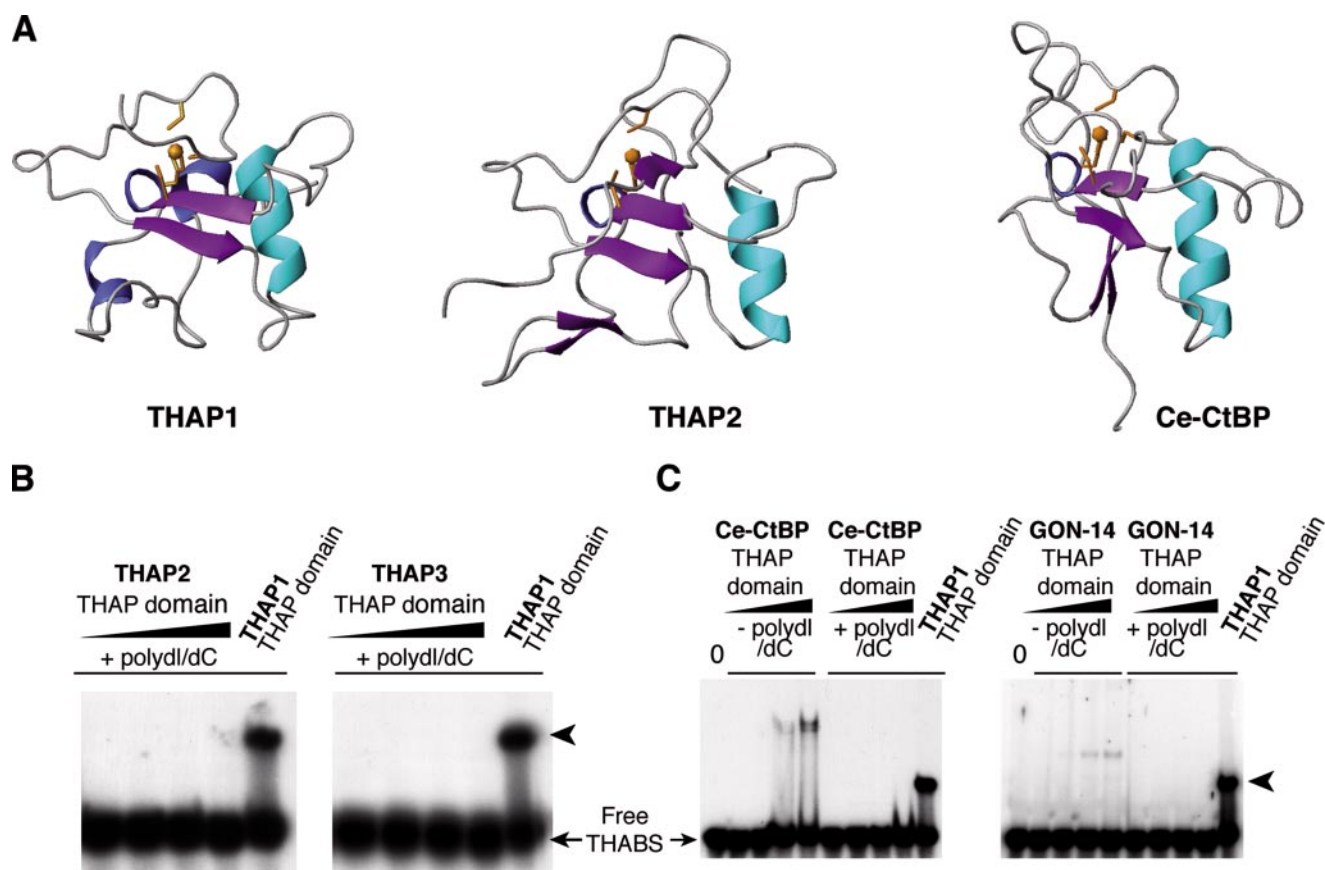 A
THAP1
THAP2
Ce-CtBP
B
THAP2
THAP domain
+ polydI/dC
THAP1
THAP domain
THAP3
THAP domain
+ polydI/dC
THAP1
THAP domain
C
Ce-CtBP
THAP
domain
- polydI
/dC
0
Ce-CtBP
THAP
domain
+ polydI
/dC
THAP1
THAP domain
GON-14
THAP
domain
- polydI
/dC
0
GON-14
THAP
domain
+ polydI
/dC
THAP1
THAP domain
Free
THABS